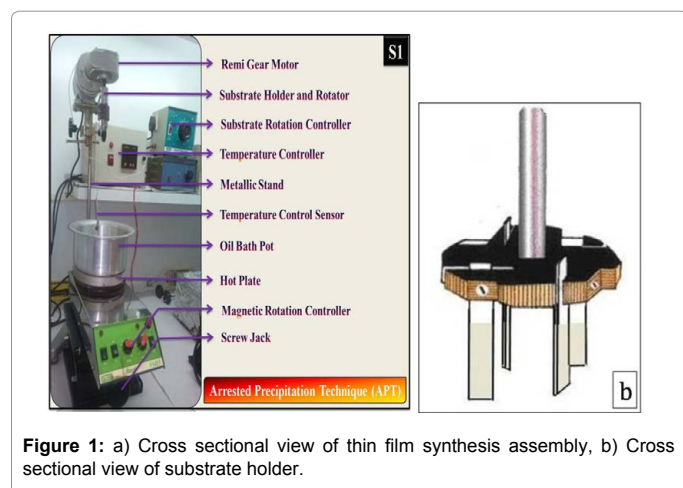 S1
Remi Gear Motor
Substrate Holder and Rotator
Substrate Rotation Controller
Temperature Controller
Metallic Stand
Temperature Control Sensor
Oil Bath Pot
Hot Plate
Magnetic Rotation Controller
Screw Jack
Arrested Precipitation Technique (APT)
b
Figure 1: a) Cross sectional view of thin film synthesis assembly, b) Cross
sectional view of substrate holder.